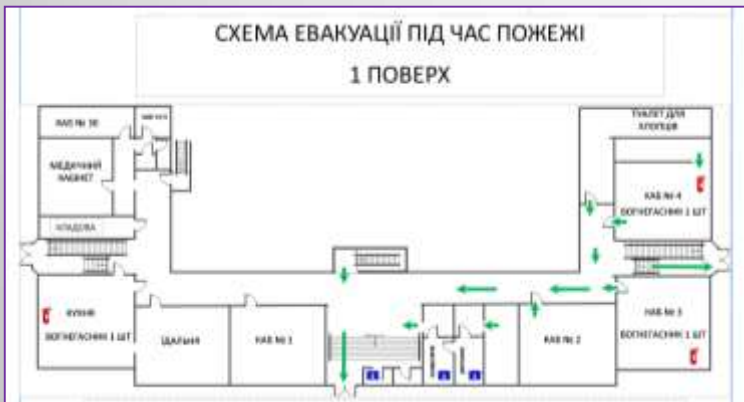 СХЕМА ЕВАКУАЦІЇ ПІД ЧАС ПОЖЕЖІ
1 ПОВЕРХ
КАБ № 30
МЕДИЧНИЙ
КАБІНЕТ
КЛАДОВА
КУХНЯ
ВОГНЕГАСНИК 1 ШТ
ЇДАЛЬНЯ
КАБ № 1
КАБ № 2
ТУАЛЕТ ДЛЯ
ХЛОПЦІВ
КАБ № 4
ВОГНЕГАСНИК 1 ШТ
КАБ № 3
ВОГНЕГАСНИК 1 ШТ